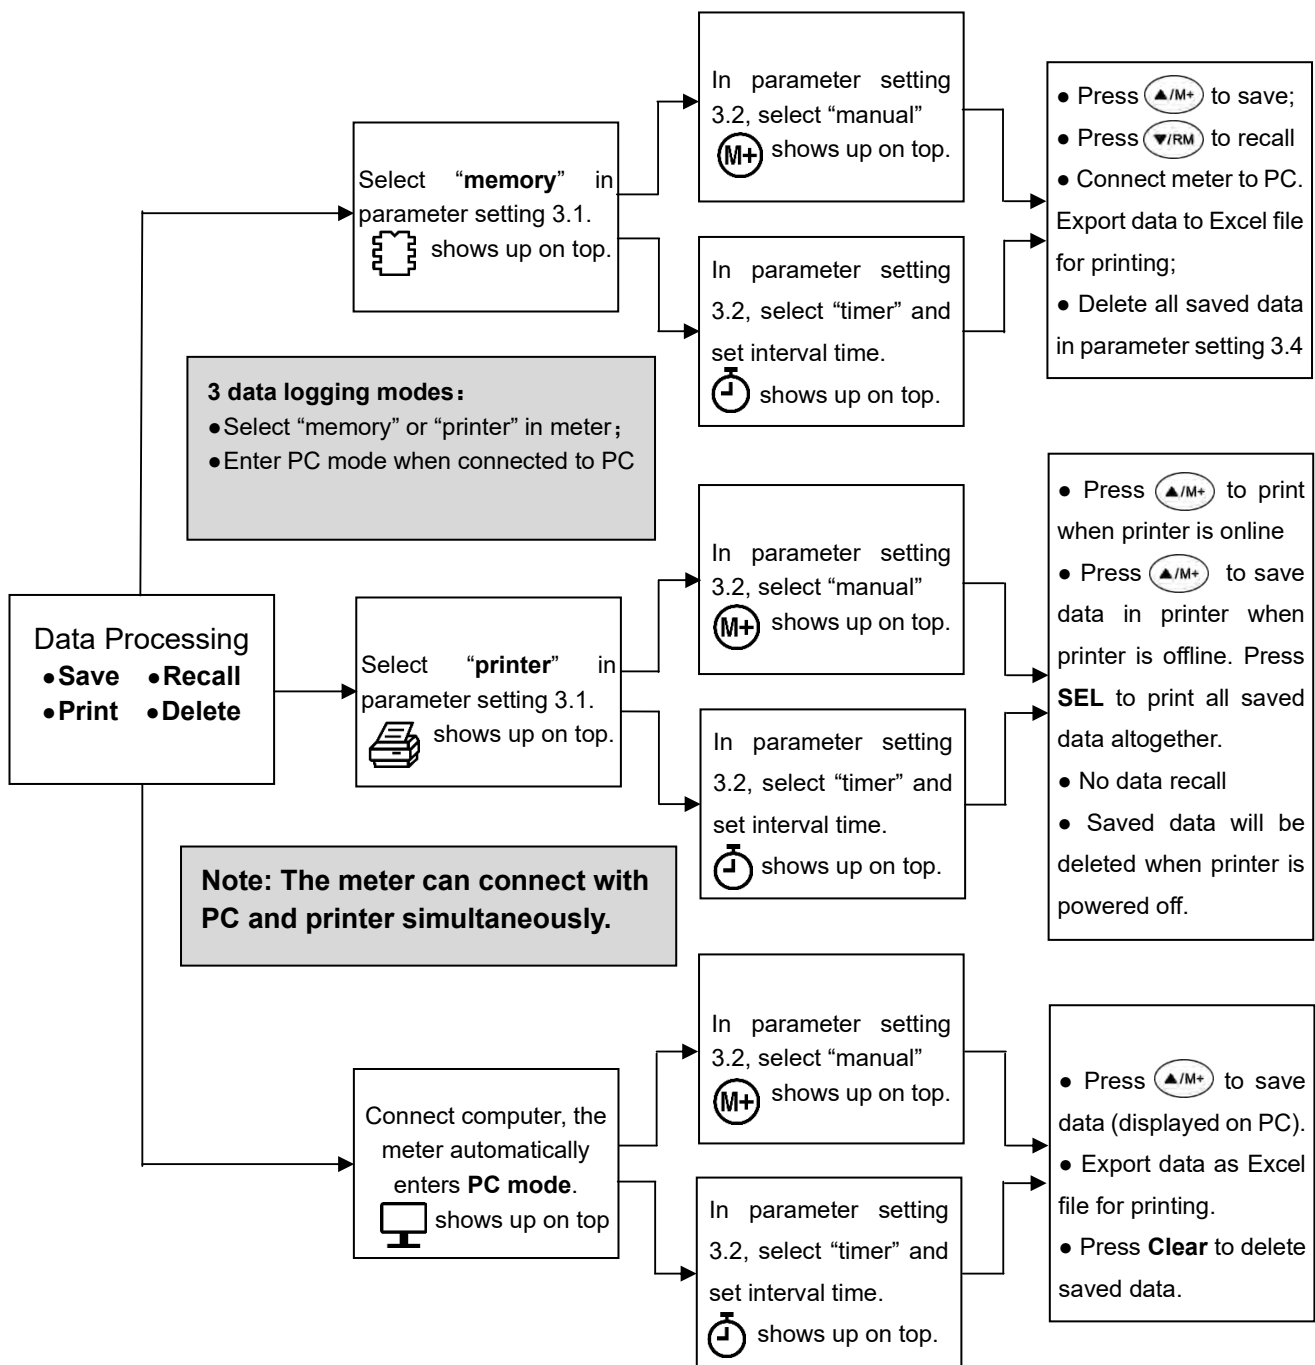 In parameter setting
3.2, select “manual”
M+ shows up on top.
● Press ▲/M+ to save;
● Press ▼/RM to recall
● Connect meter to PC.
Export data to Excel file
for printing;
● Delete all saved data
in parameter setting 3.4
Select “memory” in
parameter setting 3.1.
shows up on top.
In parameter setting
3.2, select “timer” and
set interval time.
shows up on top.
3 data logging modes：
●Select “memory” or “printer” in meter；
●Enter PC mode when connected to PC
In parameter setting
3.2, select “manual”
M+ shows up on top.
● Press ▲/M+ to print
when printer is online
● Press ▲/M+ to save
data in printer when
printer is offline. Press
SEL to print all saved
data altogether.
● No data recall
● Saved data will be
deleted when printer is
powered off.
Data Processing
●Save ●Recall
●Print ●Delete
Select “printer” in
parameter setting 3.1.
shows up on top.
In parameter setting
3.2, select “timer” and
set interval time.
shows up on top.
Note: The meter can connect with
PC and printer simultaneously.
In parameter setting
3.2, select “manual”
M+ shows up on top.
Connect computer, the
meter automatically
enters PC mode.
shows up on top
● Press ▲/M+ to save
data (displayed on PC).
● Export data as Excel
file for printing.
● Press Clear to delete
saved data.
In parameter setting
3.2, select “timer” and
set interval time.
shows up on top.